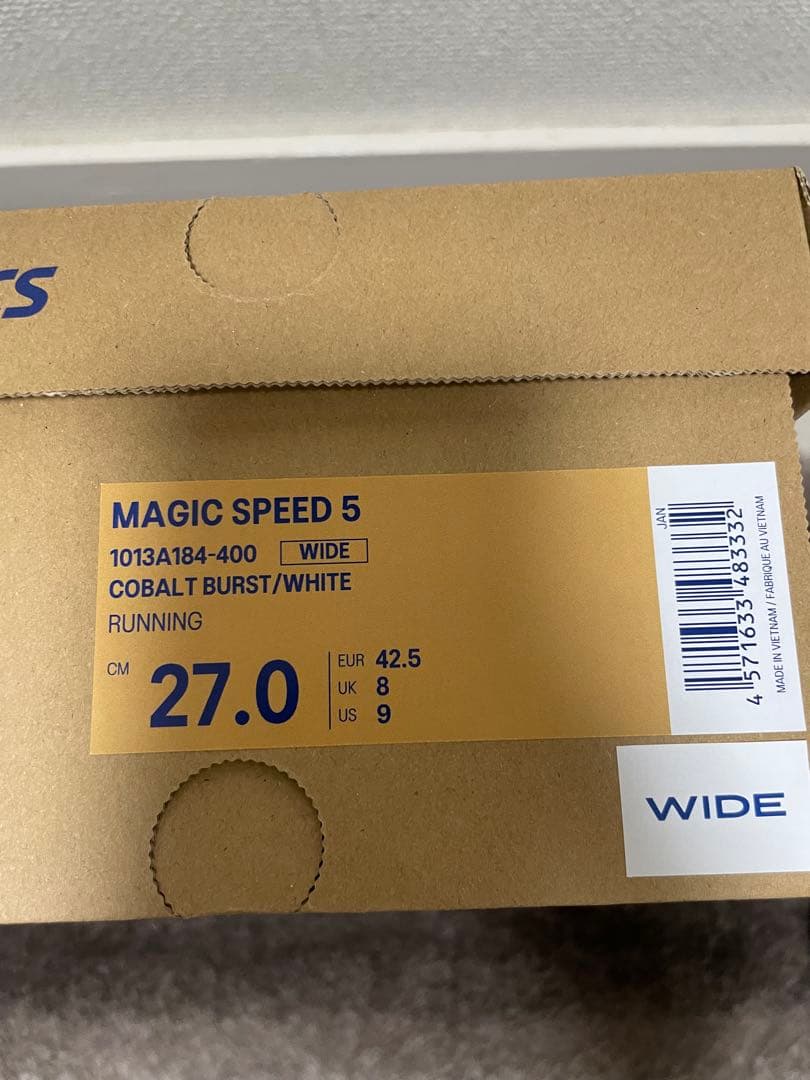 MAGIC SPEED 5
1013A184-400 WIDE
COBALT BURST/WHITE
RUNNING
CM 27.0
EUR 42.5
UK 8
US 9
JAN
4 571633 483332
MADE IN VIETNAM / FABRIQUE AU VIETNAM
WIDE